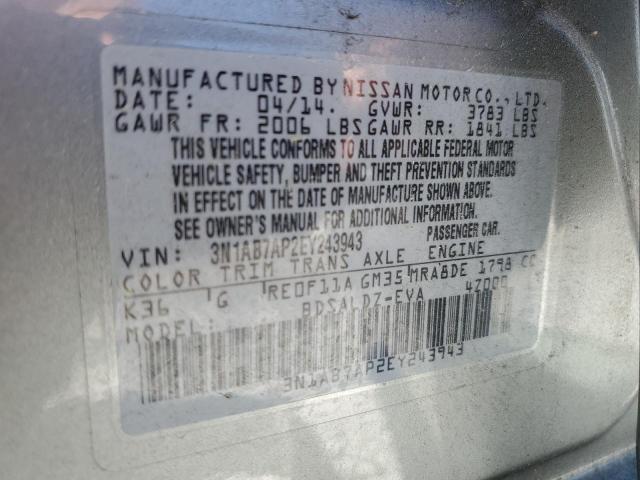 MANUFACTURED BY NISSAN MOTOR CO., LTD.
DATE: 04/14. GVWR: 3783 LBS
GAWR FR: 2006 LBS GAWR RR: 1841 LBS
THIS VEHICLE CONFORMS TO ALL APPLICABLE FEDERAL MOTOR
VEHICLE SAFETY, BUMPER AND THEFT PREVENTION STANDARDS
IN EFFECT ON THE DATE OF MANUFACTURE SHOWN ABOVE.
SEE OWNER'S MANUAL FOR ADDITIONAL INFORMATION.
VIN: 3N1AB7AP2EY243943 PASSENGER CAR.
COLOR TRIM TRANS AXLE ENGINE
K36 G RE0F11A GM35 MRA8DE 1798 CC
MODEL: BDSALDZ-EVA 4Z000
3N1AB7AP2EY243943